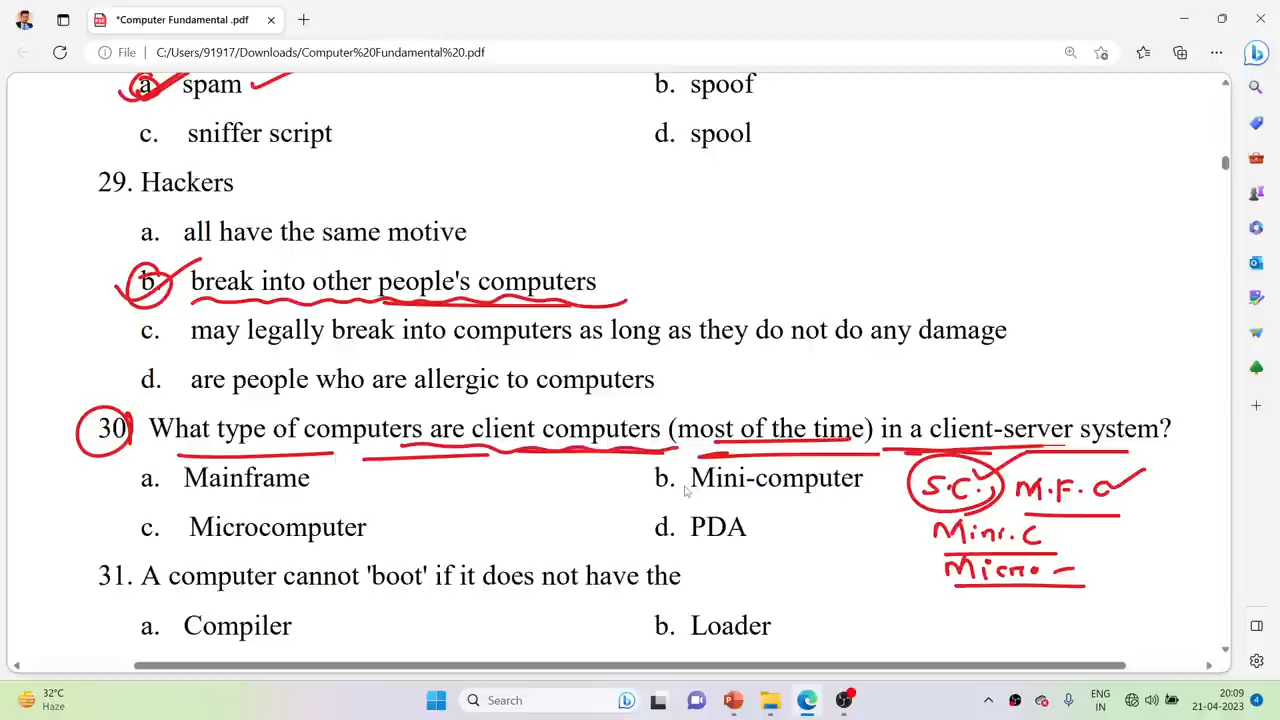 *Computer Fundamental .pdf
File
C:/Users/91917/Downloads/Computer%20Fundamental%20.pdf
a. spam
b. spoof
c. sniffer script
d. spool
29. Hackers
a. all have the same motive
b. break into other people's computers
c. may legally break into computers as long as they do not do any damage
d. are people who are allergic to computers
30) What type of computers are client computers (most of the time) in a client-server system?
a. Mainframe
b. Mini-computer
S.C., M.F.C
c. Microcomputer
d. PDA
Mini.C
Micro -
31. A computer cannot 'boot' if it does not have the
a. Compiler
b. Loader
32°C
Haze
Search
ENG
IN
20:09
21-04-2023
4